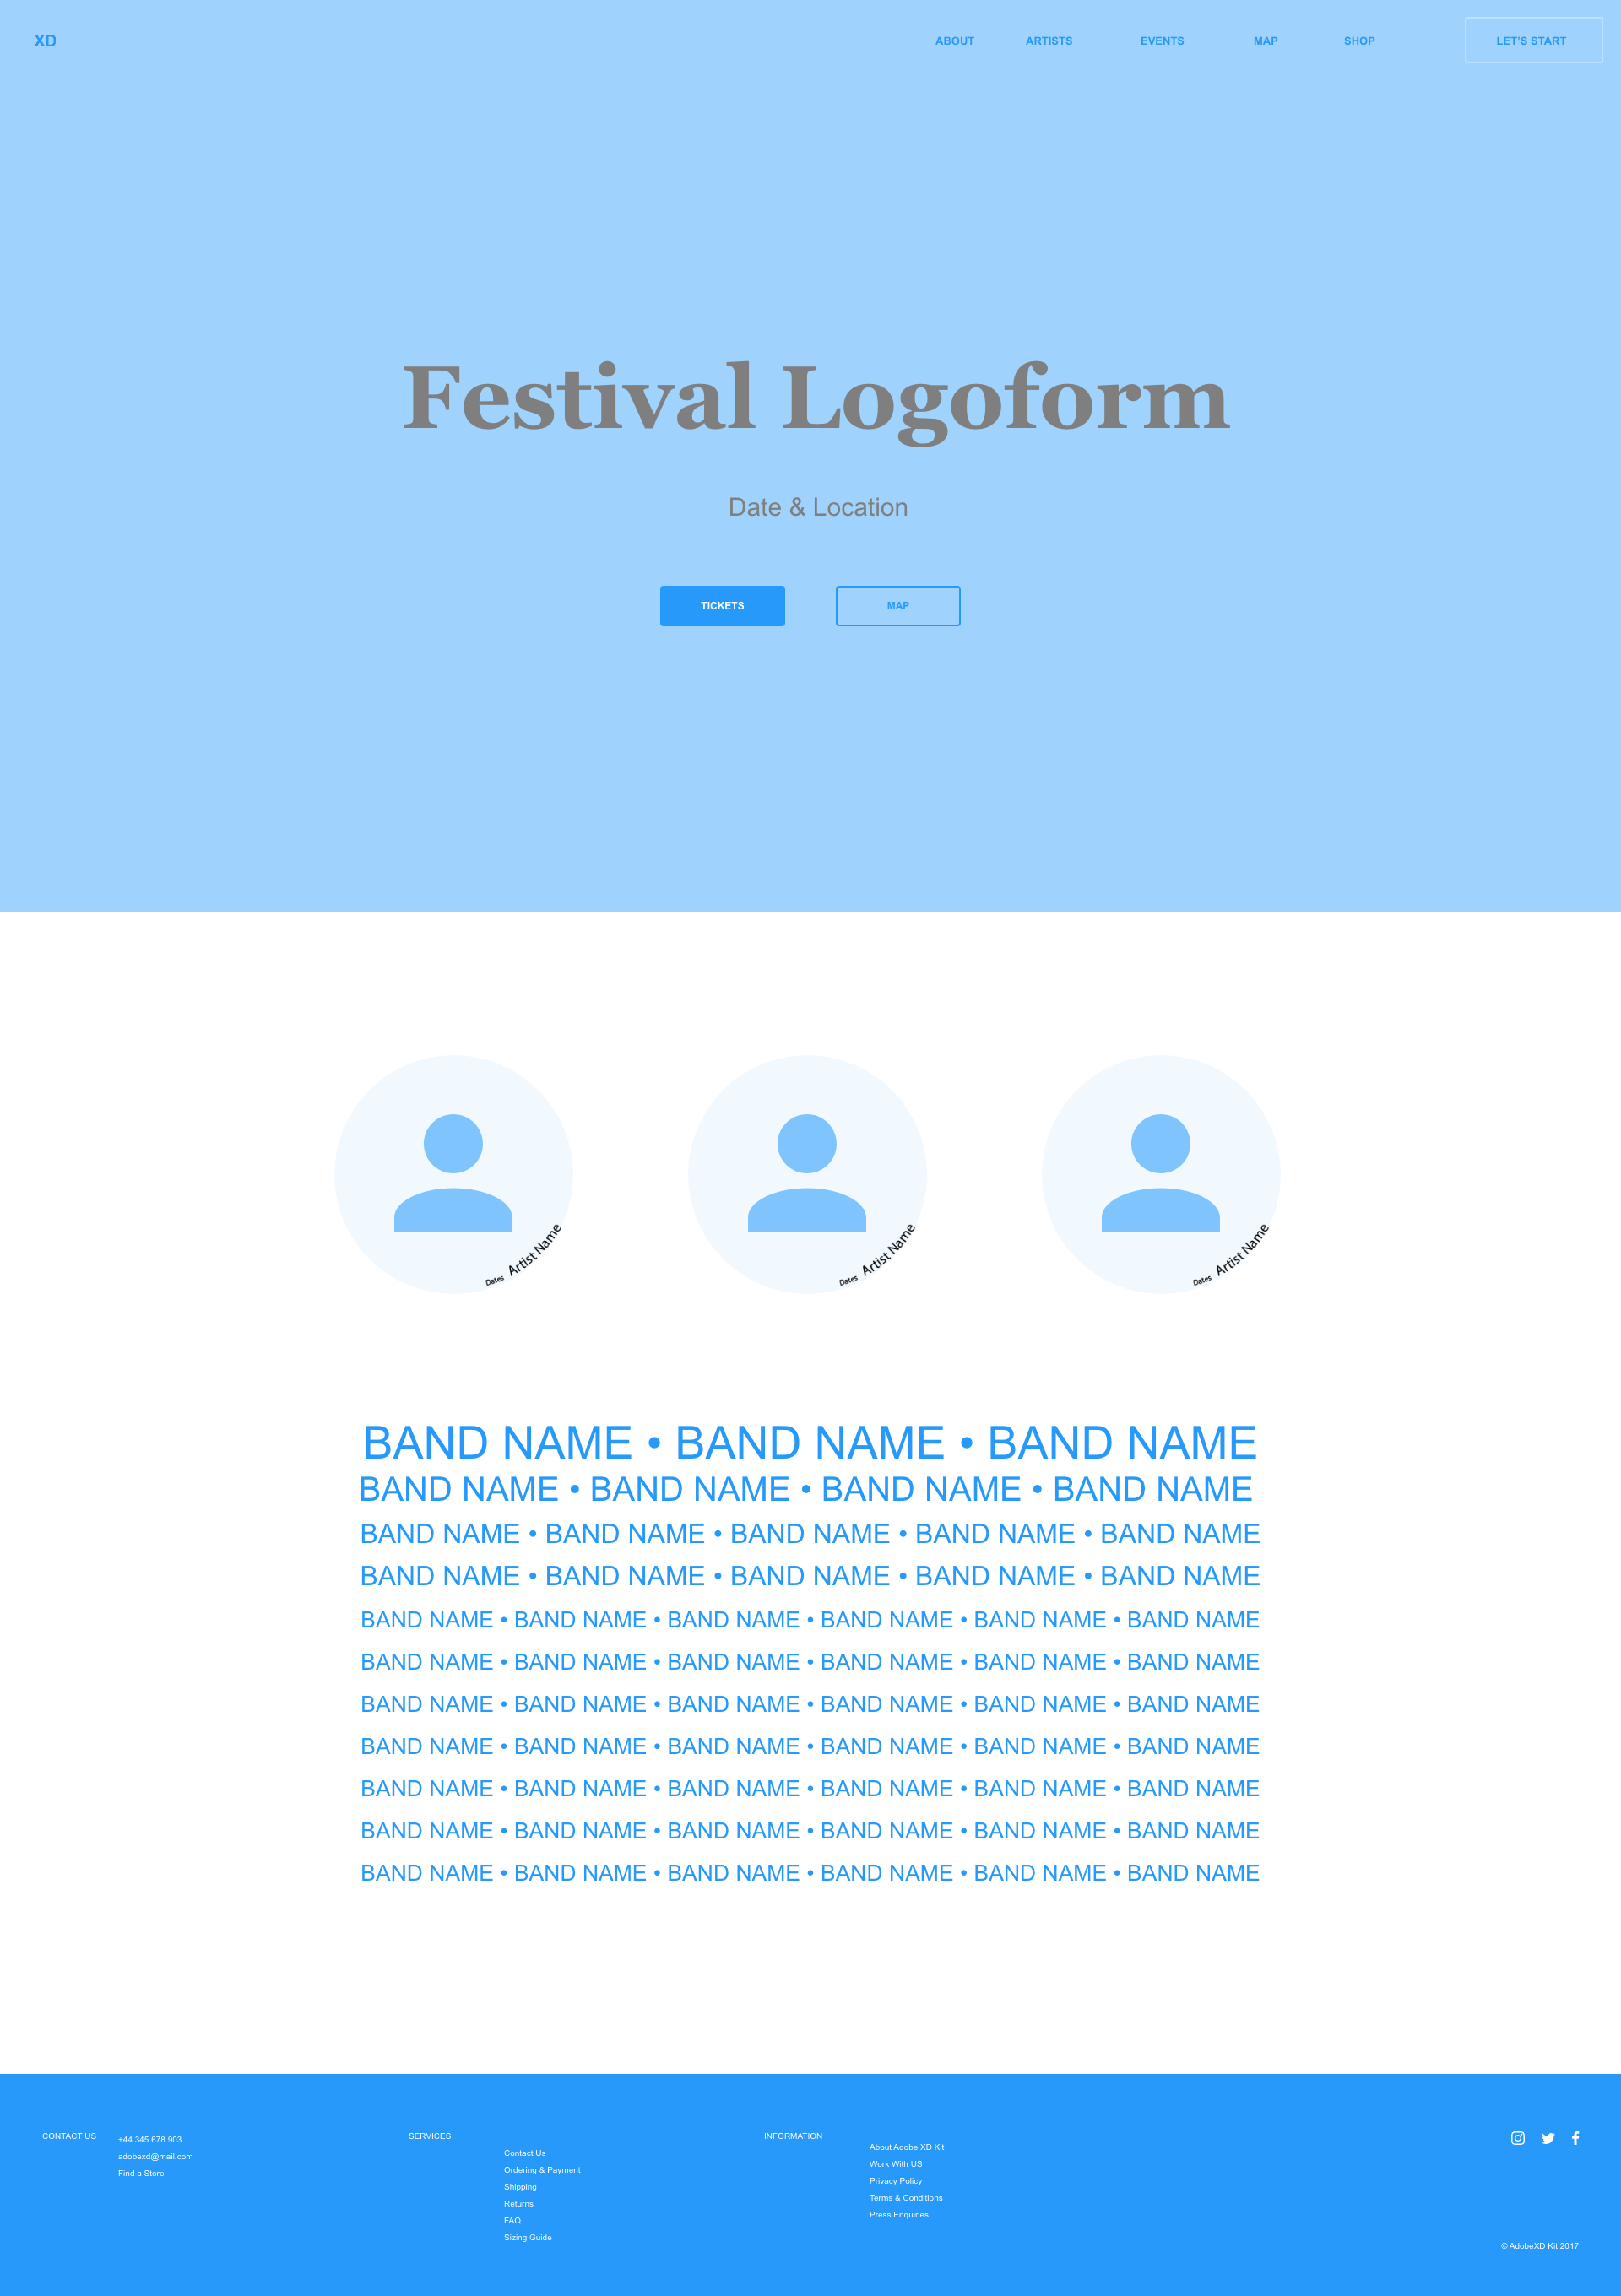 XD ABOUT ARTISTS EVENTS MAP SHOP LET'S START
Festival Logoform
Date & Location
TICKETS MAP
Dates Artist Name
Dates Artist Name
Dates Artist Name
BAND NAME • BAND NAME • BAND NAME
BAND NAME • BAND NAME • BAND NAME • BAND NAME
BAND NAME • BAND NAME • BAND NAME • BAND NAME • BAND NAME
BAND NAME • BAND NAME • BAND NAME • BAND NAME • BAND NAME
BAND NAME • BAND NAME • BAND NAME • BAND NAME • BAND NAME • BAND NAME
BAND NAME • BAND NAME • BAND NAME • BAND NAME • BAND NAME • BAND NAME
BAND NAME • BAND NAME • BAND NAME • BAND NAME • BAND NAME • BAND NAME
BAND NAME • BAND NAME • BAND NAME • BAND NAME • BAND NAME • BAND NAME
BAND NAME • BAND NAME • BAND NAME • BAND NAME • BAND NAME • BAND NAME
BAND NAME • BAND NAME • BAND NAME • BAND NAME • BAND NAME • BAND NAME
BAND NAME • BAND NAME • BAND NAME • BAND NAME • BAND NAME • BAND NAME
CONTACT US
+44 345 678 903
adobexd@mail.com
Find a Store
SERVICES
Contact Us
Ordering & Payment
Shipping
Returns
FAQ
Sizing Guide
INFORMATION
About Adobe XD Kit
Work With US
Privacy Policy
Terms & Conditions
Press Enquiries
© AdobeXD Kit 2017